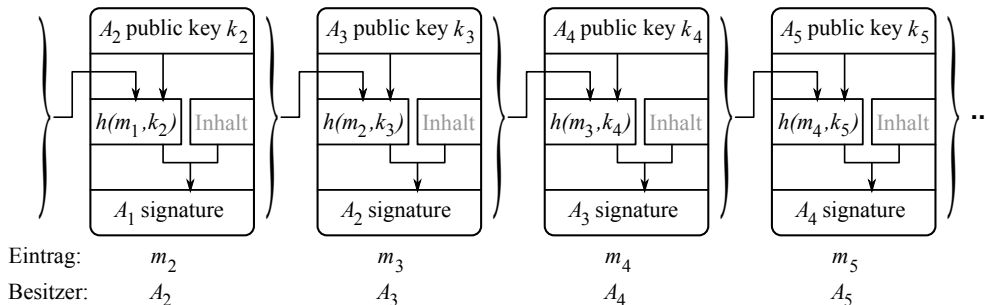 A₂ public key k₂ A₃ public key k₃ A₄ public key k₄ A₅ public key k₅
h(m₁,k₂) Inhalt h(m₂,k₃) Inhalt h(m₃,k₄) Inhalt h(m₄,k₅) Inhalt ..
A₁ signature A₂ signature A₃ signature A₄ signature
Eintrag: m₂ m₃ m₄ m₅
Besitzer: A₂ A₃ A₄ A₅